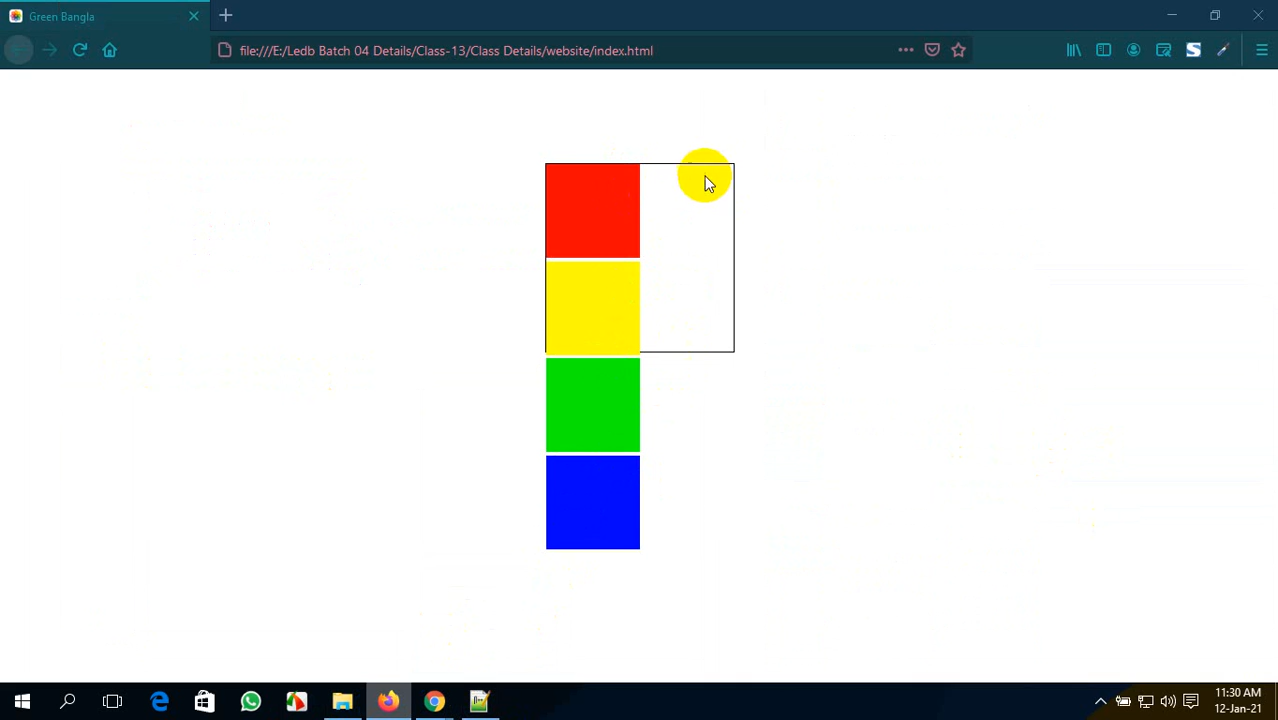 Green Bangla
file:///E:/Ledb Batch 04 Details/Class-13/Class Details/website/index.html
11:30 AM
12-Jan-21